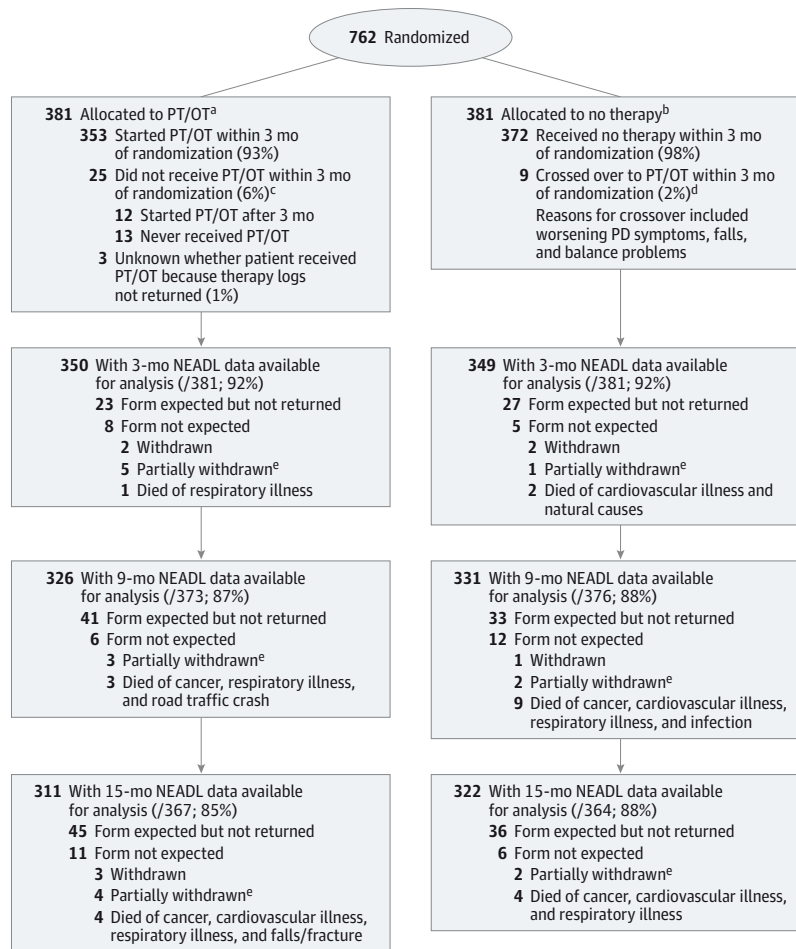 762 Randomized
381 Allocated to PT/OTa
353 Started PT/OT within 3 mo
of randomization (93%)
25 Did not receive PT/OT within 3 mo
of randomization (6%)c
12 Started PT/OT after 3 mo
13 Never received PT/OT
3 Unknown whether patient received
PT/OT because therapy logs
not returned (1%)
381 Allocated to no therapyb
372 Received no therapy within 3 mo
of randomization (98%)
9 Crossed over to PT/OT within 3 mo
of randomization (2%)d
Reasons for crossover included
worsening PD symptoms, falls,
and balance problems
350 With 3-mo NEADL data available
for analysis (/381; 92%)
23 Form expected but not returned
8 Form not expected
2 Withdrawn
5 Partially withdrawne
1 Died of respiratory illness
349 With 3-mo NEADL data available
for analysis (/381; 92%)
27 Form expected but not returned
5 Form not expected
2 Withdrawn
1 Partially withdrawne
2 Died of cardiovascular illness and
natural causes
326 With 9-mo NEADL data available
for analysis (/373; 87%)
41 Form expected but not returned
6 Form not expected
3 Partially withdrawne
3 Died of cancer, respiratory illness,
and road traffic crash
331 With 9-mo NEADL data available
for analysis (/376; 88%)
33 Form expected but not returned
12 Form not expected
1 Withdrawn
2 Partially withdrawne
9 Died of cancer, cardiovascular illness,
respiratory illness, and infection
311 With 15-mo NEADL data available
for analysis (/367; 85%)
45 Form expected but not returned
11 Form not expected
3 Withdrawn
4 Partially withdrawne
4 Died of cancer, cardiovascular illness,
respiratory illness, and falls/fracture
322 With 15-mo NEADL data available
for analysis (/364; 88%)
36 Form expected but not returned
6 Form not expected
2 Partially withdrawne
4 Died of cancer, cardiovascular illness,
and respiratory illness